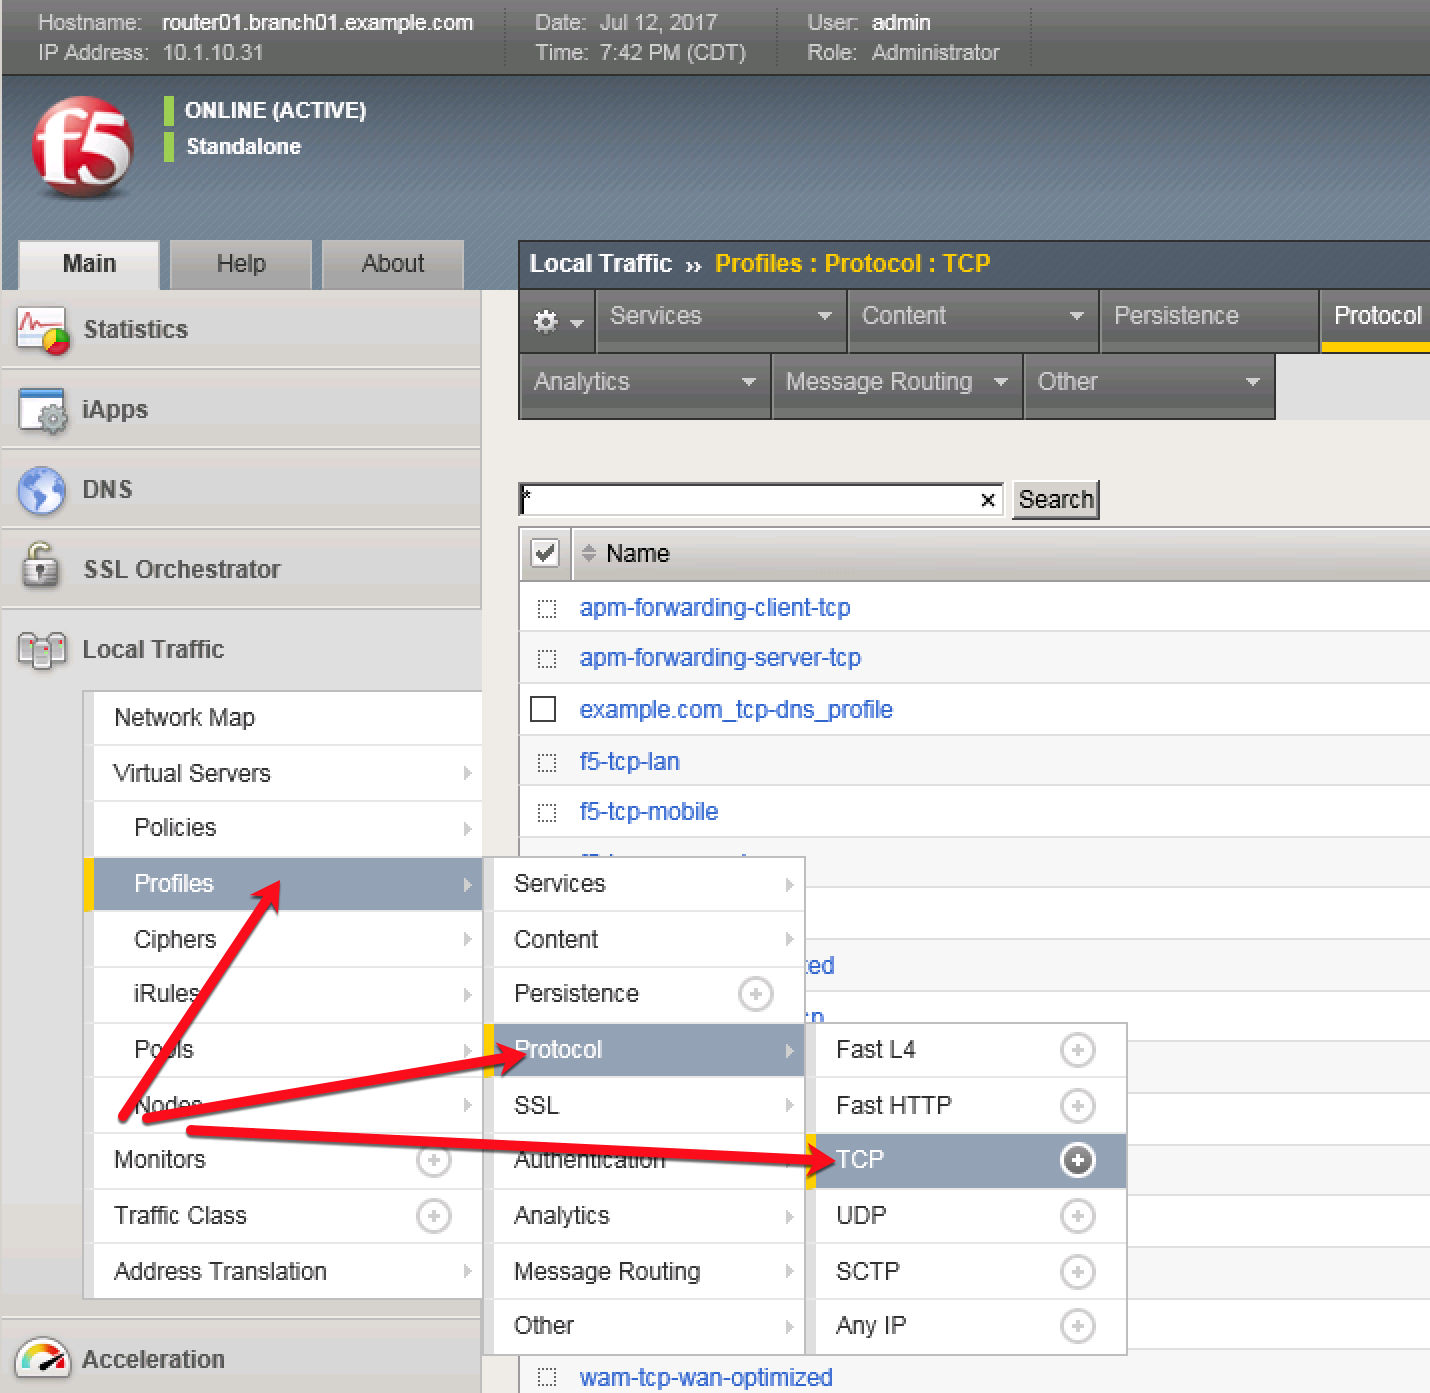 Hostname: router01.branch01.example.com Date: Jul 12, 2017 User: admin
IP Address: 10.1.10.31 Time: 7:42 PM (CDT) Role: Administrator
f5
ONLINE (ACTIVE)
Standalone
Main Help About
Local Traffic ›› Profiles : Protocol : TCP
Services Content Persistence Protocol
Analytics Message Routing Other
Statistics
iApps
DNS
SSL Orchestrator
Local Traffic
Network Map
Virtual Servers
Policies
Profiles
Ciphers
iRules
Pools
Nodes
Monitors
Traffic Class
Address Translation
Acceleration
* × Search
Name
apm-forwarding-client-tcp
apm-forwarding-server-tcp
example.com_tcp-dns_profile
f5-tcp-lan
f5-tcp-mobile
Services
Content
Persistence
Protocol
SSL
Authentication
Analytics
Message Routing
Other
Fast L4
Fast HTTP
TCP
UDP
SCTP
Any IP
wam-tcp-wan-optimized